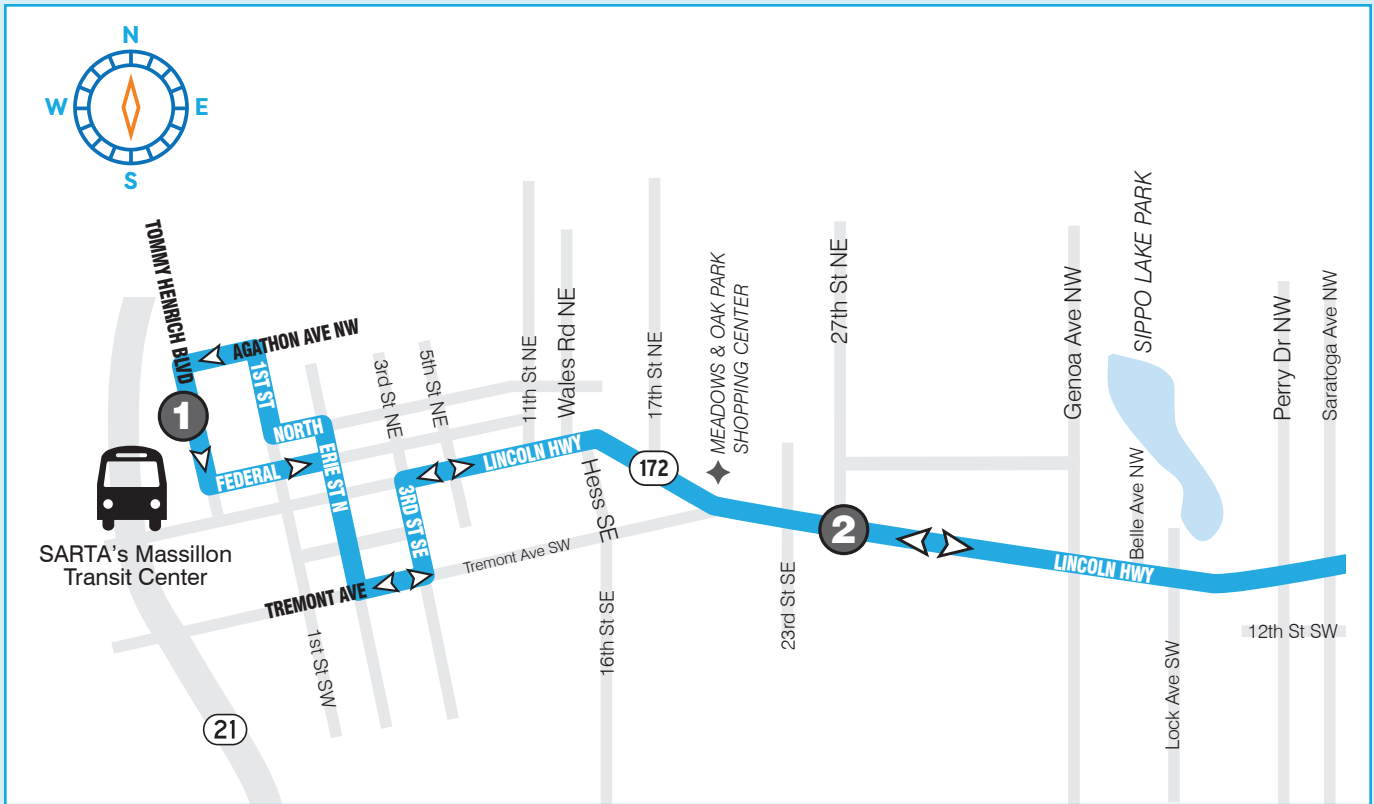 N
W
E
S
TOMMY HENRICH BLVD
AGATHON AVE NW
1ST ST
NORTH
1
FEDERAL
ERIE ST N
3rd St NE
5th St NE
11th St NE
Wales Rd NE
17th St NE
MEADOWS & OAK PARK
SHOPPING CENTER
27th St NE
Genoa Ave NW
SIPPO LAKE PARK
Perry Dr NW
Saratoga Ave NW
LINCOLN HWY
172
3RD ST SE
Hess SE
2
Belle Ave NW
LINCOLN HWY
SARTA's Massillon
Transit Center
Tremont Ave SW
TREMONT AVE
1st St SW
16th St SE
23rd St SE
12th St SW
Lock Ave SW
21